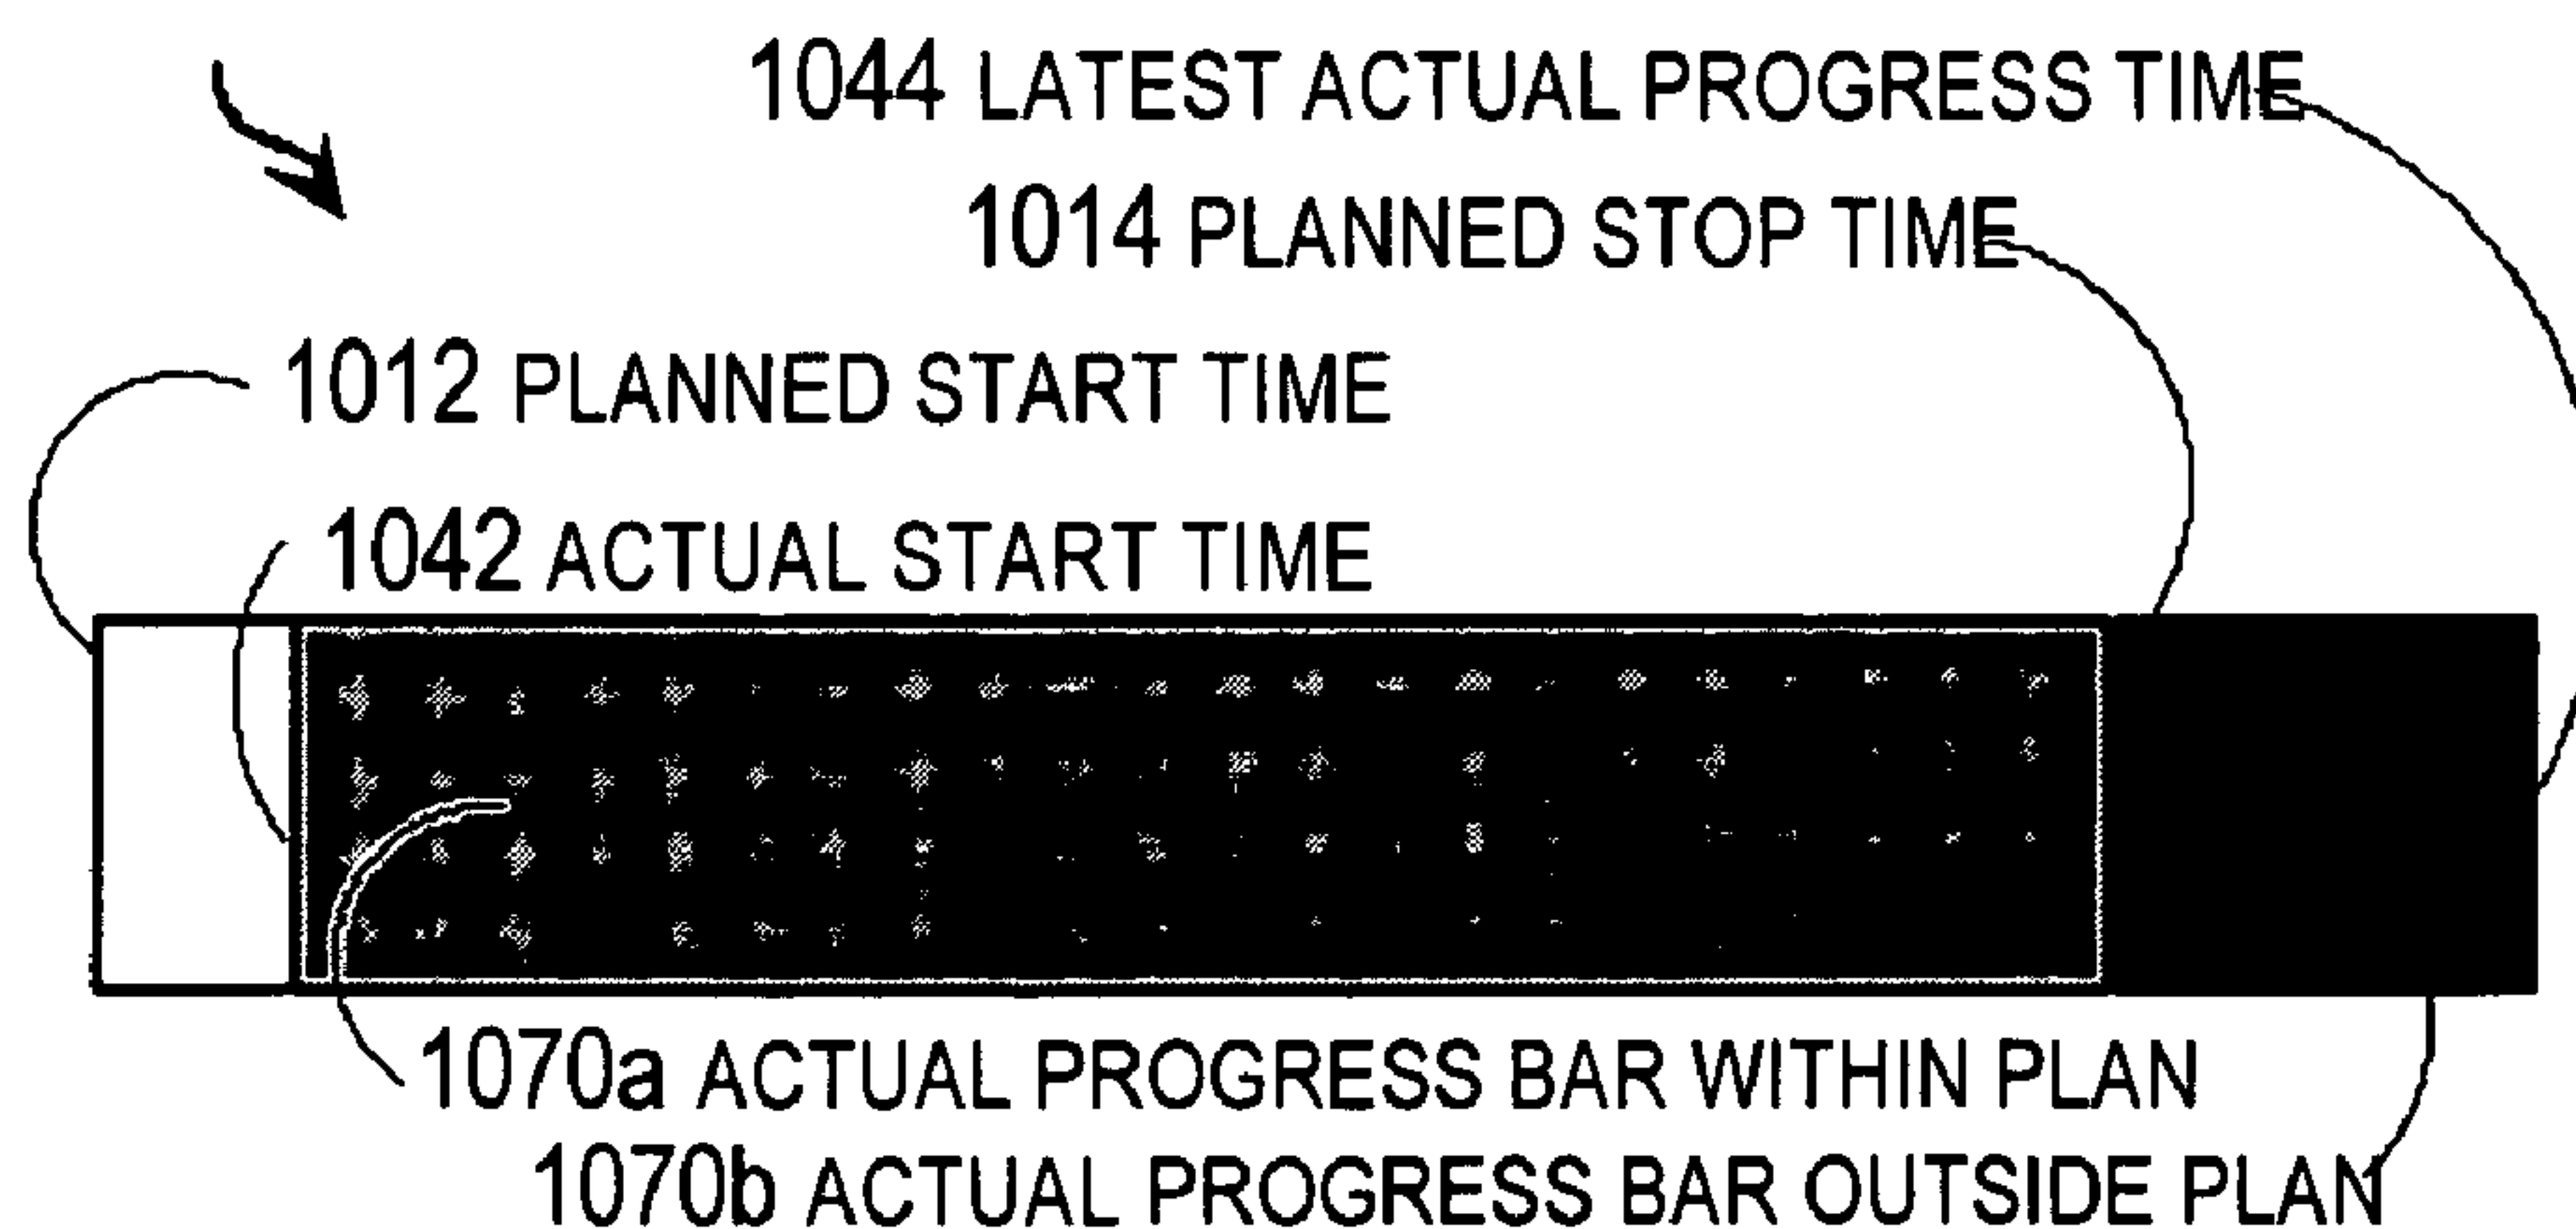 1044 LATEST ACTUAL PROGRESS TIME
1014 PLANNED STOP TIME
1012 PLANNED START TIME
1042 ACTUAL START TIME
1070a ACTUAL PROGRESS BAR WITHIN PLAN
1070b ACTUAL PROGRESS BAR OUTSIDE PLAN